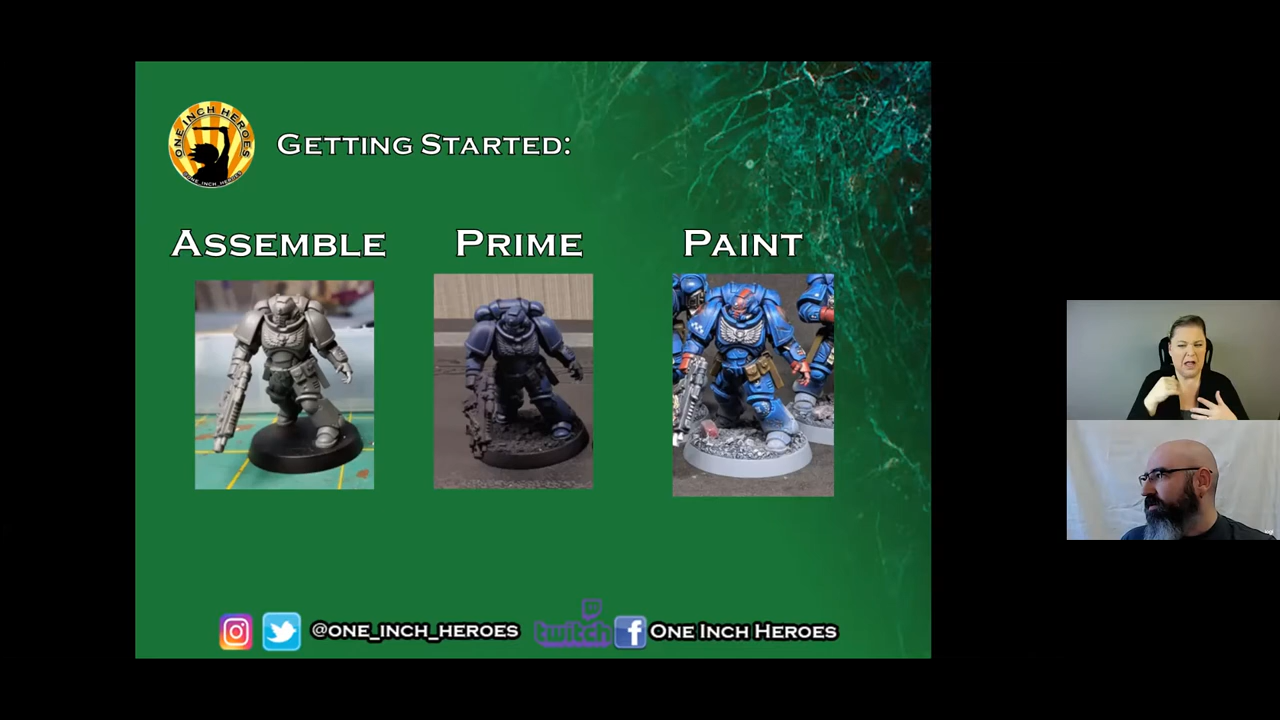 ONE INCH HEROES
GETTING STARTED:
ASSEMBLE
PRIME
PAINT
@ONE_INCH_HEROES
twitch
ONE INCH HEROES